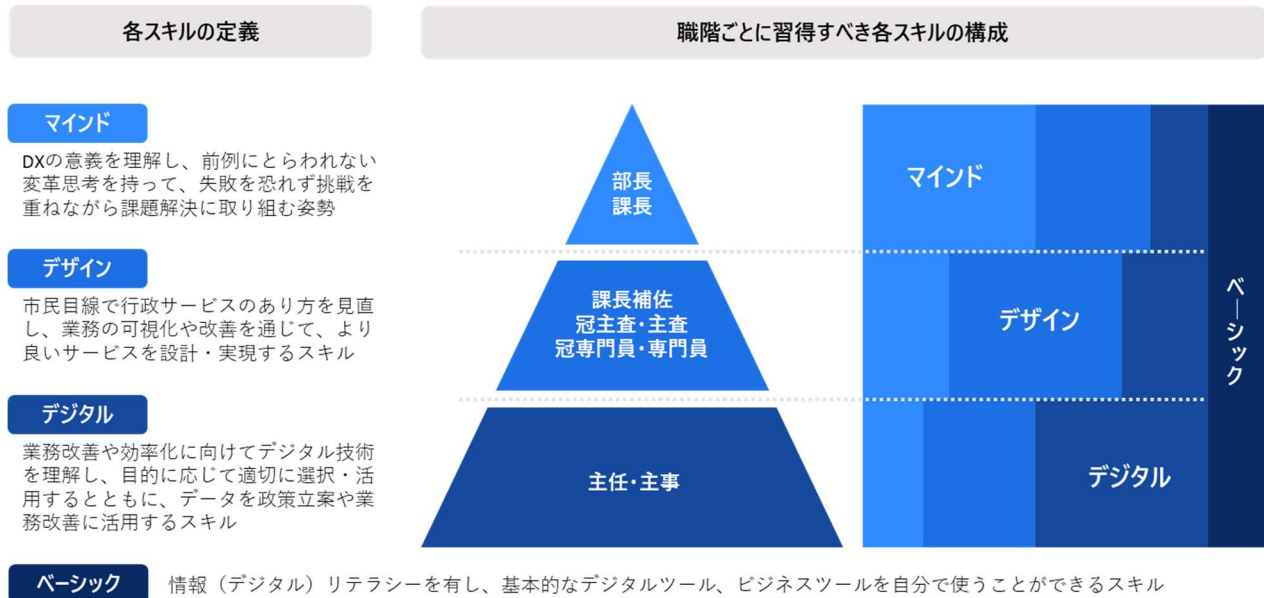 各スキルの定義
職階ごとに習得すべき各スキルの構成
マインド
DXの意義を理解し、前例にとらわれない
変革思考を持って、失敗を恐れず挑戦を
重ねながら課題解決に取り組む姿勢
デザイン
市民目線で行政サービスのあり方を見直
し、業務の可視化や改善を通じて、より
良いサービスを設計・実現するスキル
デジタル
業務改善や効率化に向けてデジタル技術
を理解し、目的に応じて適切に選択・活
用するとともに、データを政策立案や業
務改善に活用するスキル
部長
課長
課長補佐
冠主査・主査
冠専門員・専門員
主任・主事
マインド
デザイン
デジタル
ベーシック
ベーシック
情報（デジタル）リテラシーを有し、基本的なデジタルツール、ビジネスツールを自分で使うことができるスキル